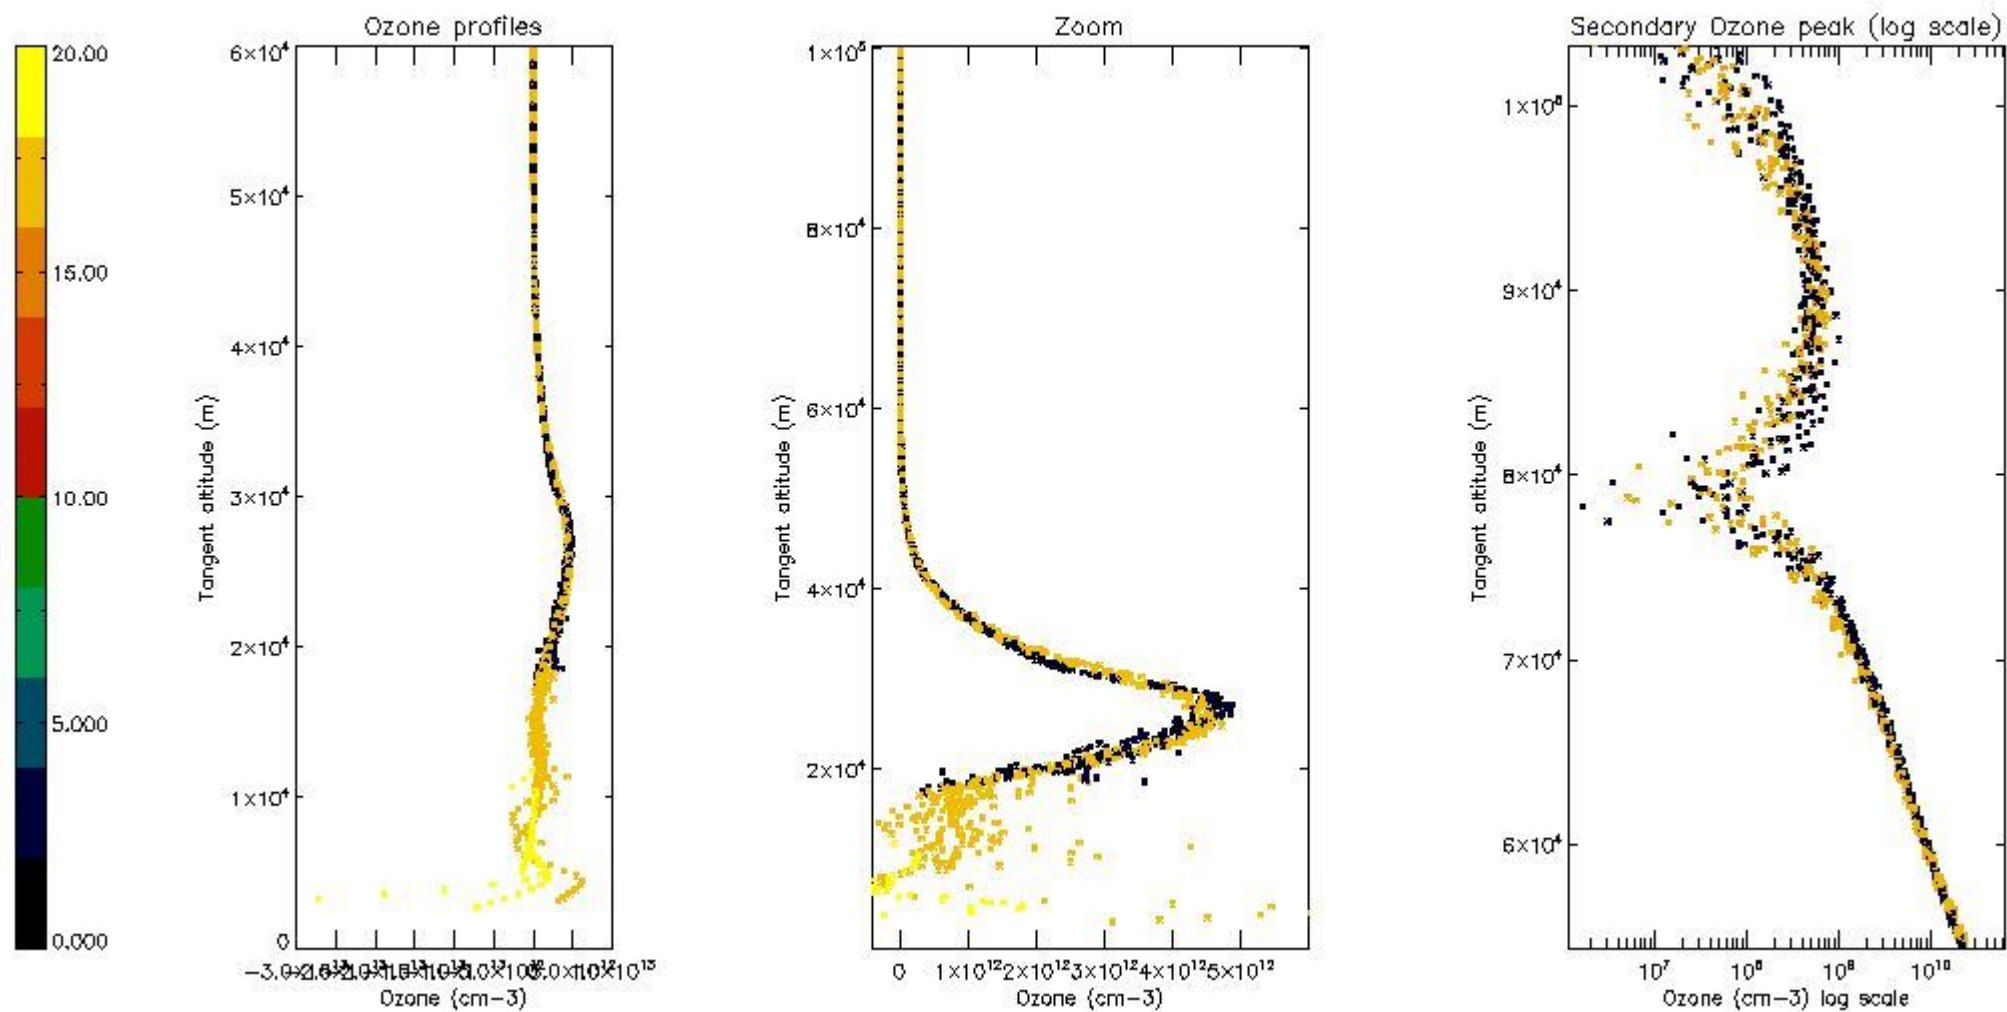 Ozone profiles
Zoom
Secondary Ozone peak (log scale)
20.00
15.00
10.00
5.000
0.000
6×10⁴
5×10⁴
4×10⁴
3×10⁴
2×10⁴
1×10⁴
0
Tangent altitude (m)
Ozone (cm-3)
1×10⁵
8×10⁴
6×10⁴
4×10⁴
2×10⁴
Tangent altitude (m)
0 1×10¹² 2×10¹² 3×10¹² 4×10¹² 5×10¹²
Ozone (cm-3)
9×10⁴
8×10⁴
7×10⁴
6×10⁴
Tangent altitude (m)
10⁷ 10⁸ 10⁹ 10¹⁰
Ozone (cm-3) log scale